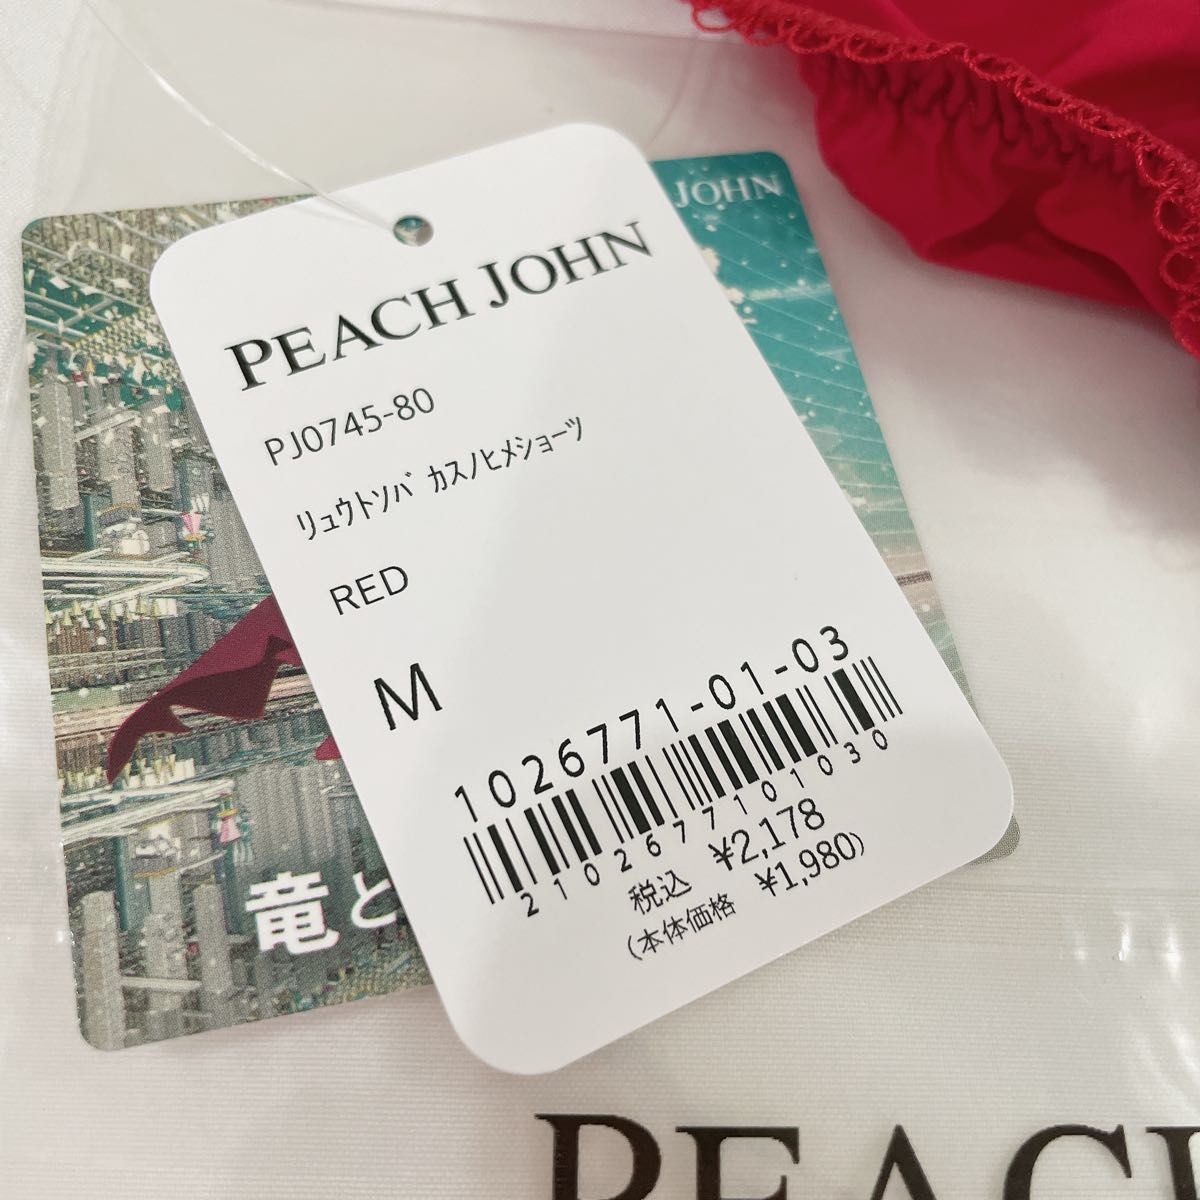 JOHN
PEACH JOHN
PJ0745-80
ﾘｭｳﾄｿﾊﾞ ｶｽﾉﾋﾒｼｮｰﾂ
RED
M
1026771-01-03
2102677101030
税込 ¥2,178
(本体価格 ¥1,980)
竜と
PEACH